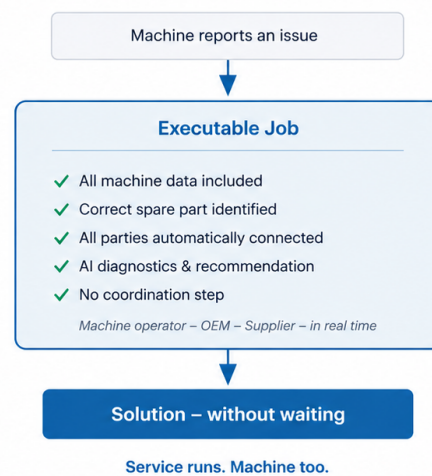 Machine reports an issue
Executable Job
All machine data included
Correct spare part identified
All parties automatically connected
AI diagnostics & recommendation
No coordination step
Machine operator – OEM – Supplier – in real time
Solution – without waiting
Service runs. Machine too.